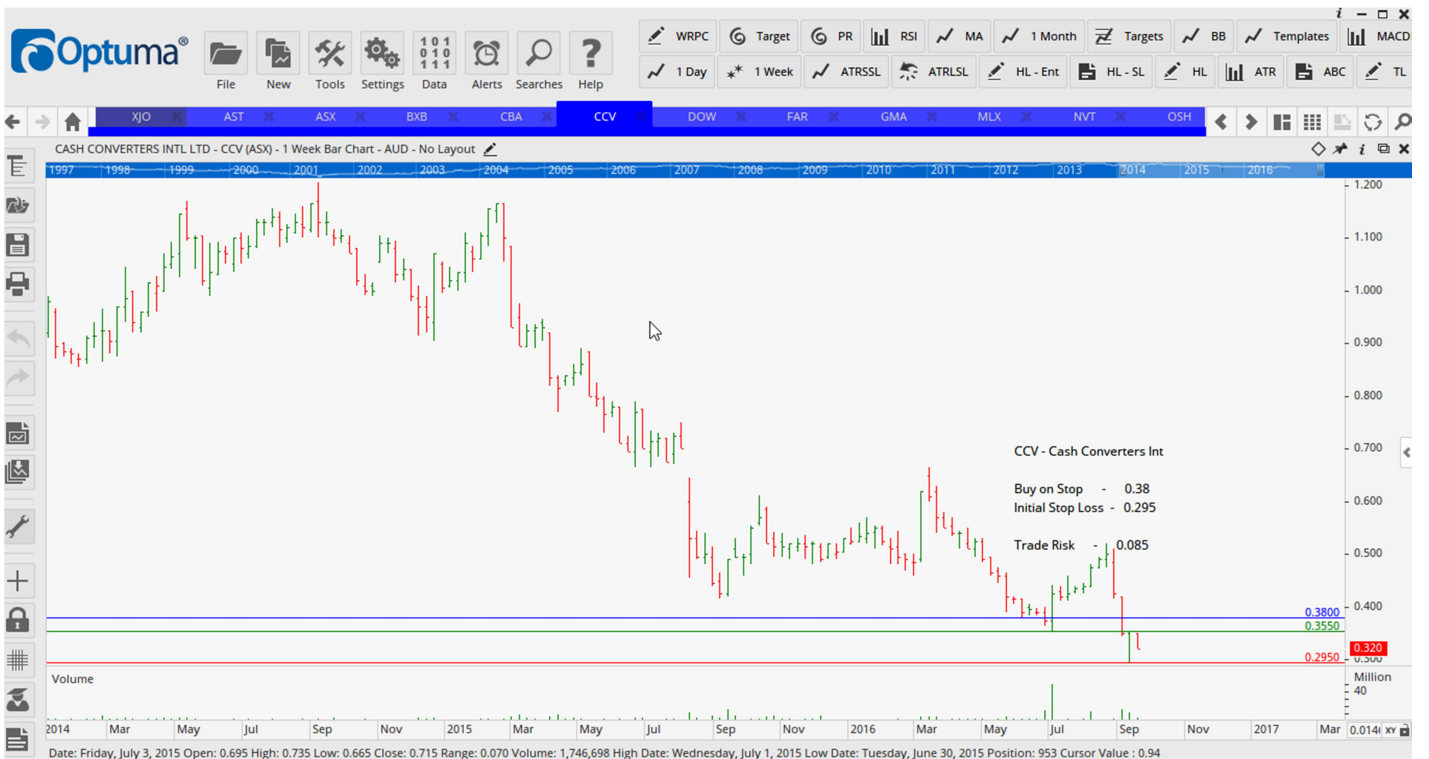 i
Optuma®
File New Tools Settings Data Alerts Searches Help
101
010
111
WRPC Target PR RSI MA 1 Month Targets BB Templates MACD
1 Day 1 Week ATRSSL ATRLSL HL - Ent HL - SL HL ATR ABC TL
XJO AST ASX BXB CBA CCV DOW FAR GMA MLX NVT OSH
CASH CONVERTERS INTL LTD - CCV (ASX) - 1 Week Bar Chart - AUD - No Layout
i
1997 1998 1999 2000 2001 2002 2003 2004 2005 2006 2007 2008 2009 2010 2011 2012 2013 2014 2015 2016
1.200
1.100
1.000
0.900
0.800
0.700
CCV - Cash Converters Int
Buy on Stop - 0.38
0.600
Initial Stop Loss - 0.295
Trade Risk - 0.085
0.500
0.400
0.3800
0.3550
0.320
0.2950
0.300
Volume
Million
40
2014 Mar May Jul Sep Nov 2015 Mar May Jul Sep Nov 2016 Mar May Jul Sep Nov 2017 Mar XY
Date: Friday, July 3, 2015 Open: 0.695 High: 0.735 Low: 0.665 Close: 0.715 Range: 0.070 Volume: 1,746,698 High Date: Wednesday, July 1, 2015 Low Date: Tuesday, June 30, 2015 Position: 953 Cursor Value : 0.94